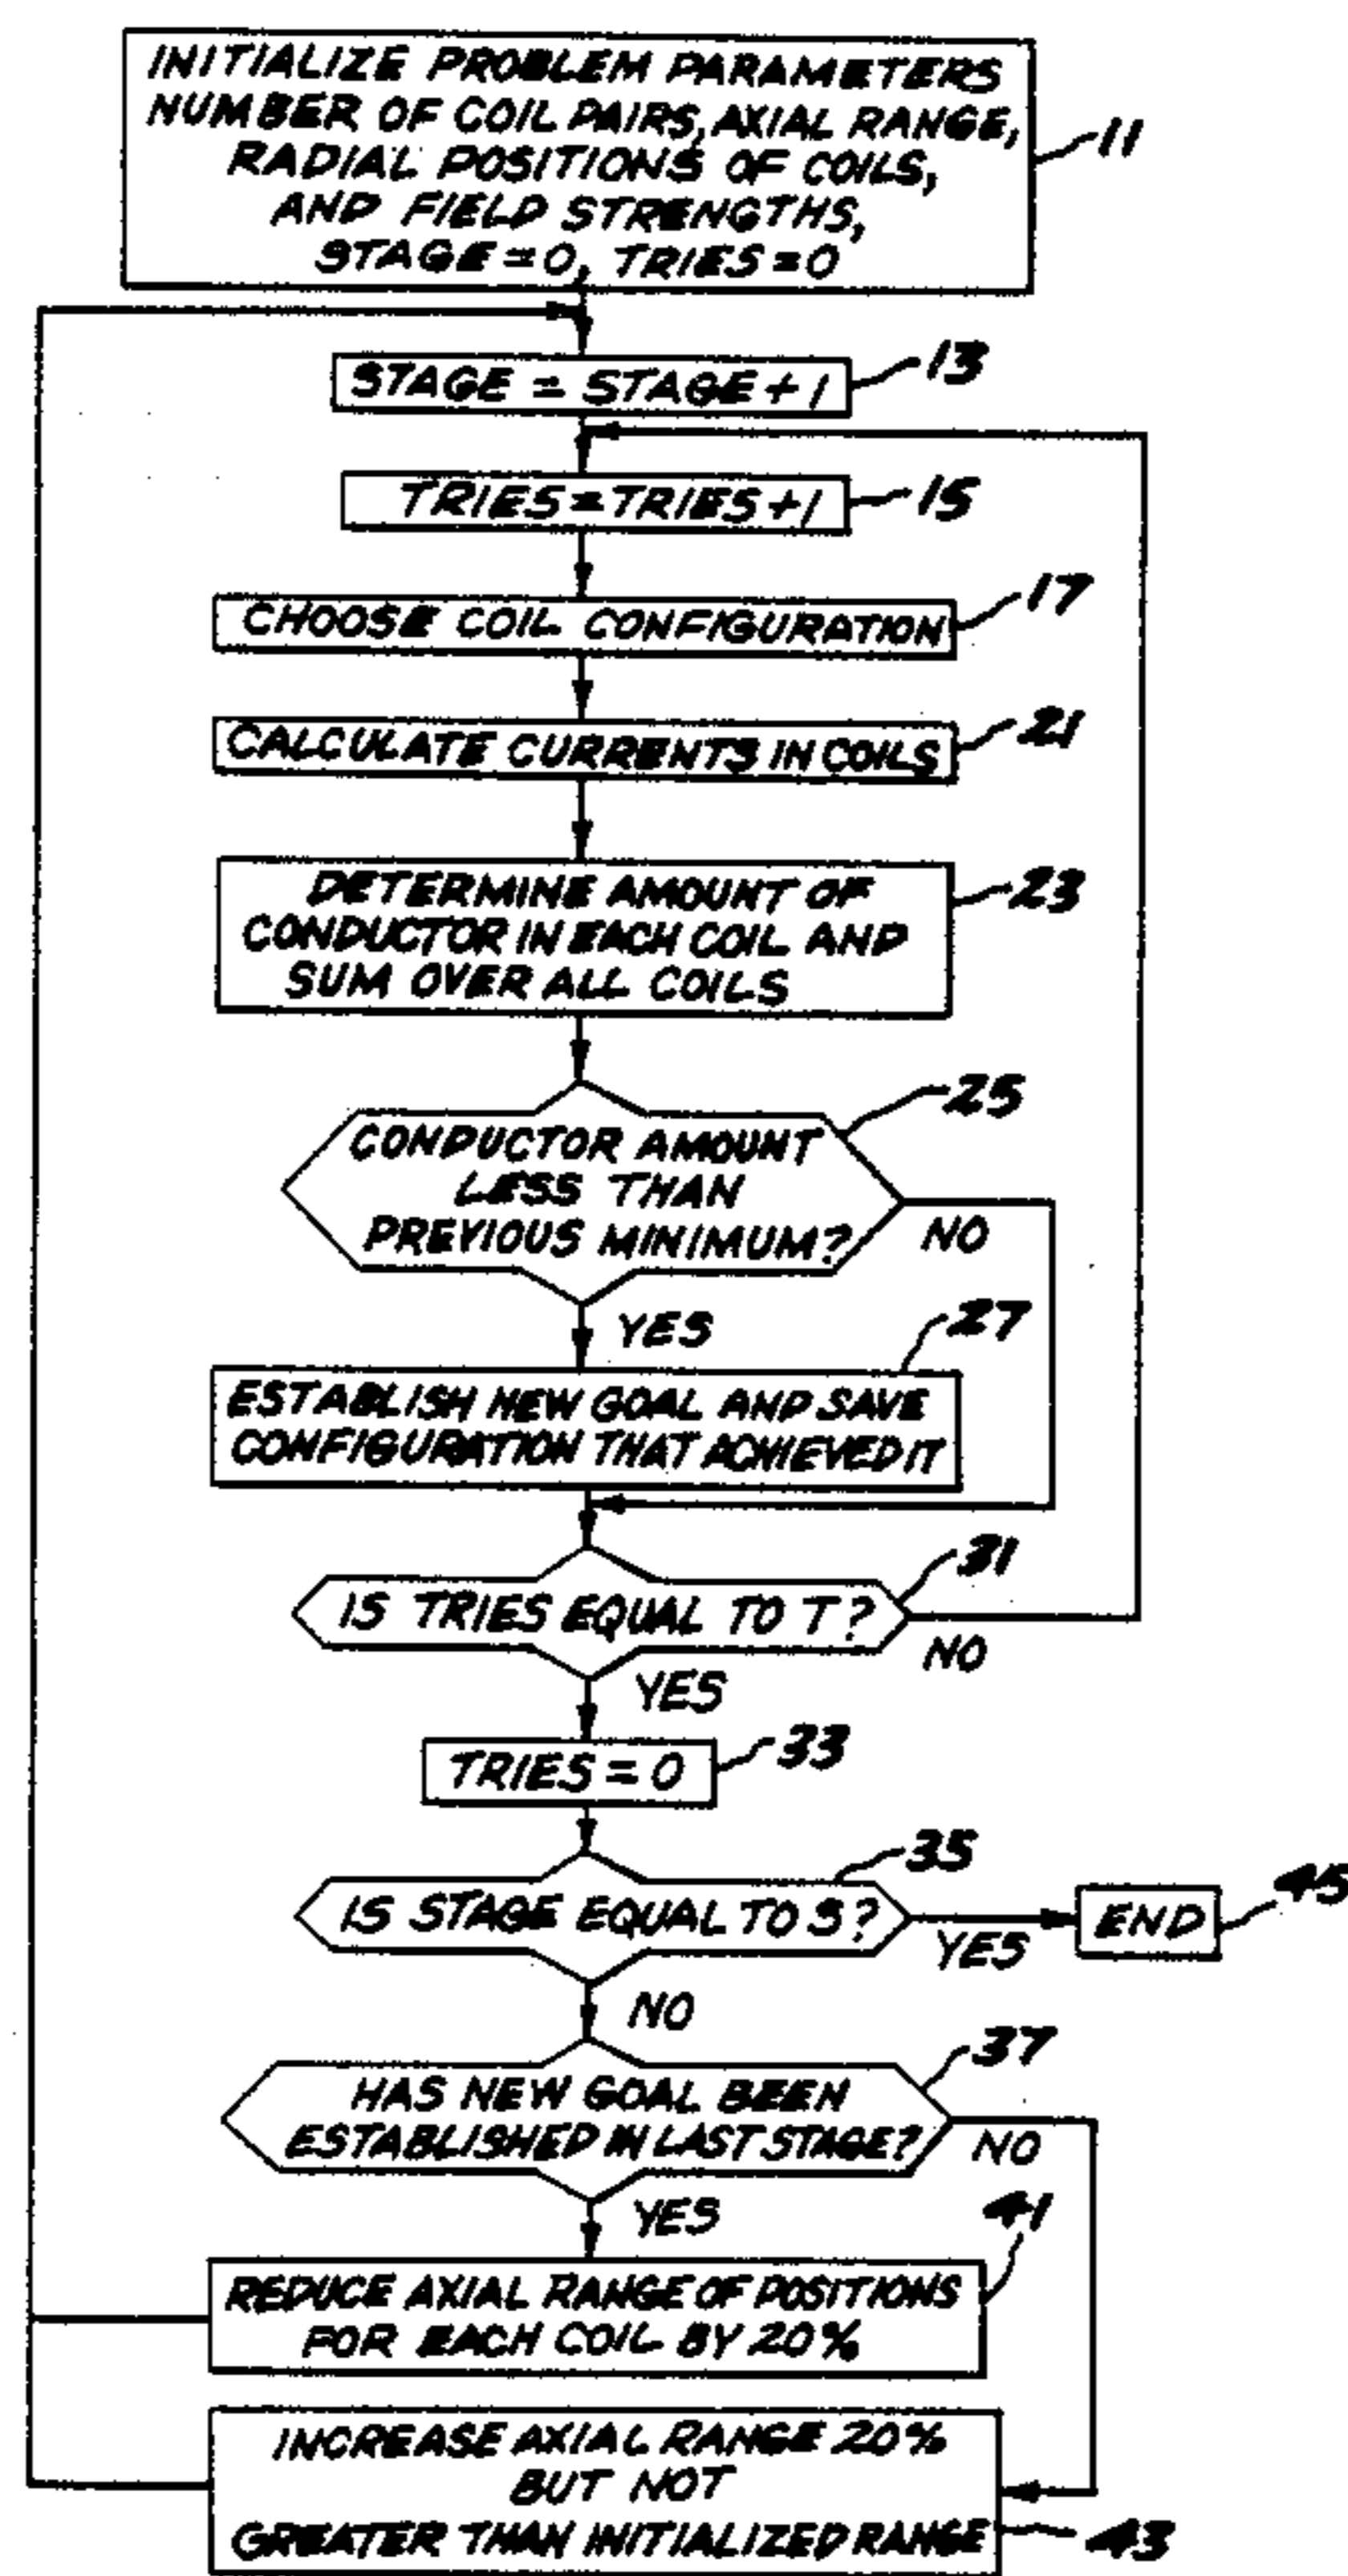 INITIALIZE PROBLEM PARAMETERS
NUMBER OF COIL PAIRS, AXIAL RANGE,
RADIAL POSITIONS OF COILS,
AND FIELD STRENGTHS,
STAGE = 0, TRIES = 0
11
STAGE = STAGE + 1
13
TRIES = TRIES + 1
15
CHOOSE COIL CONFIGURATION
17
CALCULATE CURRENTS IN COILS
21
DETERMINE AMOUNT OF
CONDUCTOR IN EACH COIL AND
SUM OVER ALL COILS
23
CONDUCTOR AMOUNT
LESS THAN
PREVIOUS MINIMUM?
25
NO
YES
27
ESTABLISH NEW GOAL AND SAVE
CONFIGURATION THAT ACHIEVED IT
IS TRIES EQUAL TO T?
31
NO
YES
TRIES = 0
33
IS STAGE EQUAL TO S?
35
YES
END
45
NO
HAS NEW GOAL BEEN
ESTABLISHED IN LAST STAGE?
37
NO
YES
41
REDUCE AXIAL RANGE OF POSITIONS
FOR EACH COIL BY 20%
INCREASE AXIAL RANGE 20%
BUT NOT
GREATER THAN INITIALIZED RANGE
43